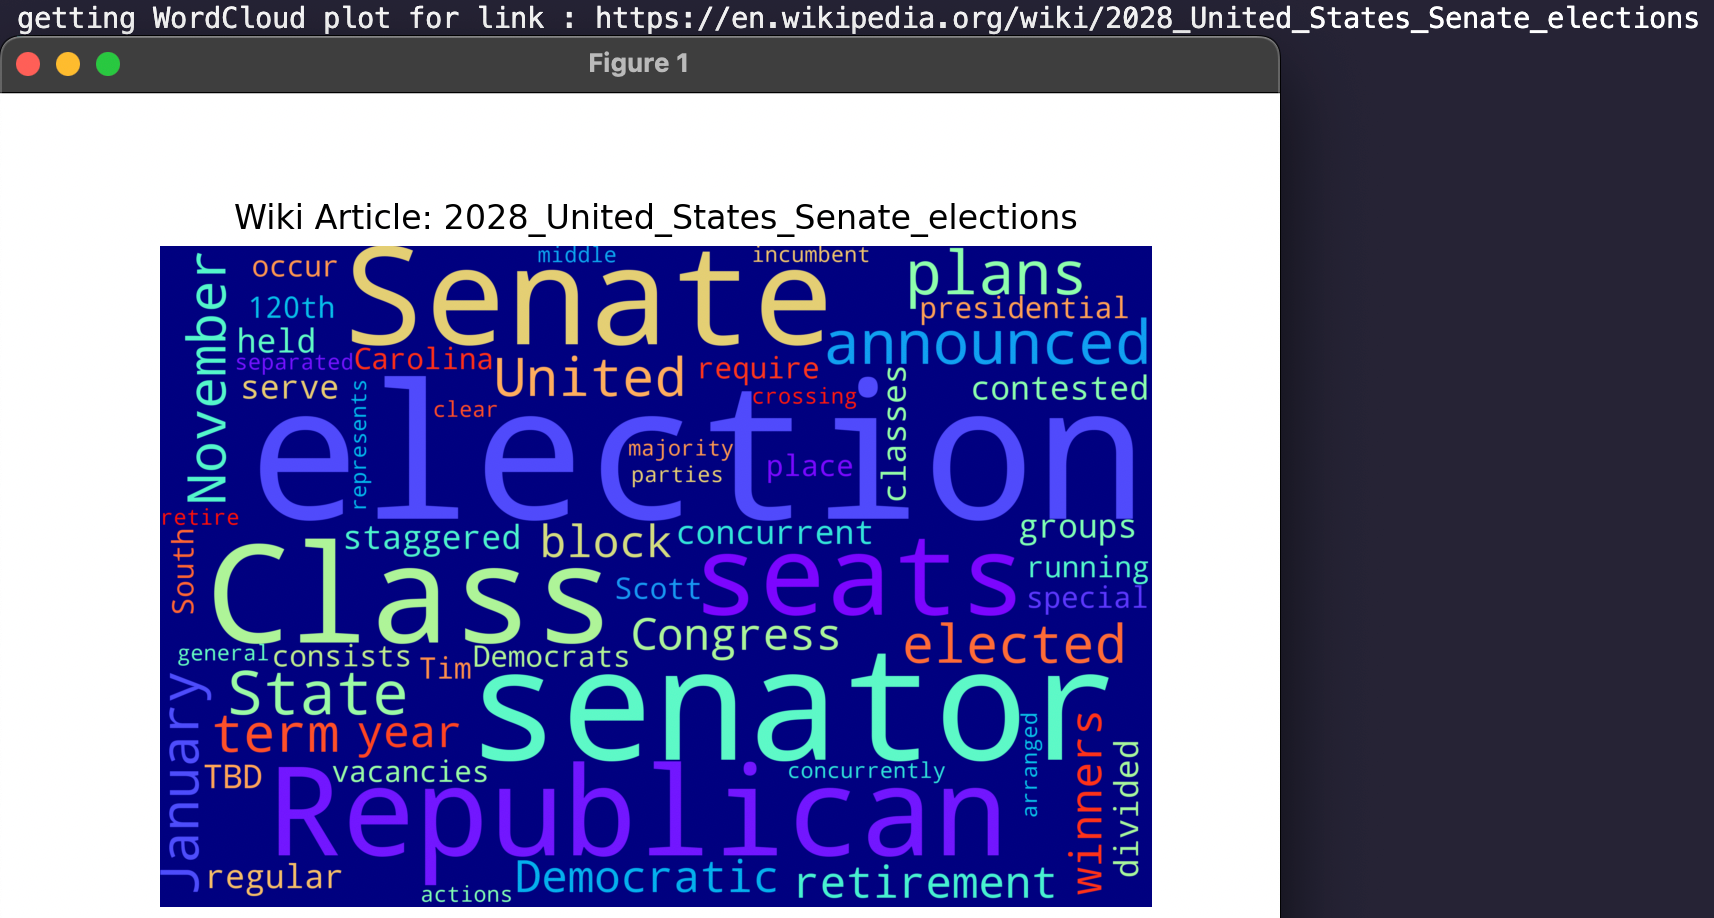 getting WordCloud plot for link : https://en.wikipedia.org/wiki/2028_United_States_Senate_elections
Figure 1
Wiki Article: 2028_United_States_Senate_elections
November
occur
Senate
middle
incumbent
plans
120th
presidential
held
announced
separated
Carolina
United
require
serve
represents
election
clear
crossing
classes
contested
majority
parties
place
retire
South
staggered
block
concurrent
groups
Class
Scott
seats
running
special
Congress
elected
general
consists
Tim
Democrats
State
senator
January
term
year
arranged
winners
divided
TBD
vacancies
concurrently
Republican
regular
actions
Democratic
retirement